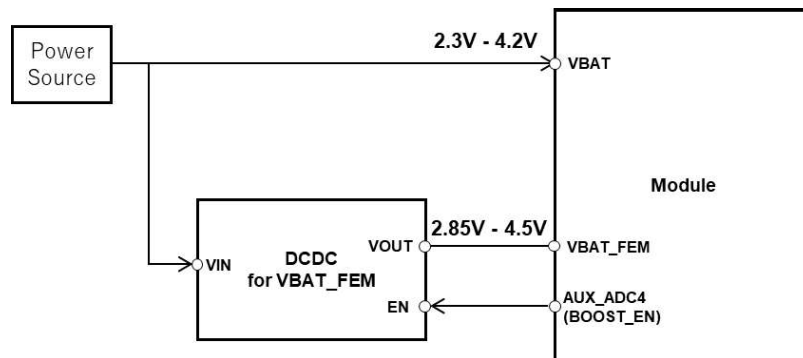 Power
Source
2.3V - 4.2V
VBAT
Module
VIN
DCDC
for VBAT_FEM
VOUT
2.85V - 4.5V
VBAT_FEM
EN
AUX_ADC4
(BOOST_EN)